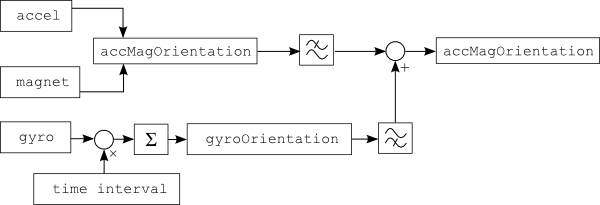 accel
accMagOrientation
accMagOrientation
magnet
+
gyro
×
Σ
gyroOrientation
time interval